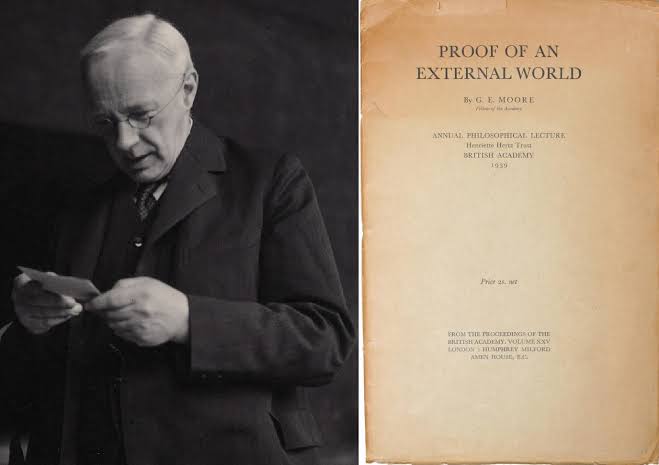 PROOF OF AN
EXTERNAL WORLD
By G. E. MOORE
Fellow of the Academy
ANNUAL PHILOSOPHICAL LECTURE
Henriette Hertz Trust
BRITISH ACADEMY
1939
Price 2s. net
FROM THE PROCEEDINGS OF THE
BRITISH ACADEMY. VOLUME XXV
LONDON : HUMPHREY MILFORD
AMEN HOUSE, E.C.